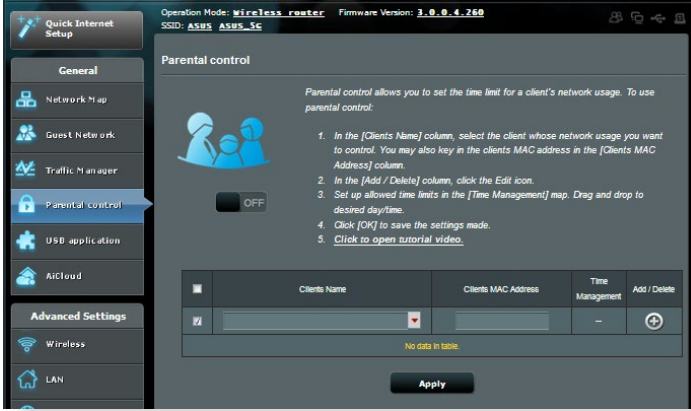 Operation Mode: Wireless router Firmware Version: 3.0.0.4.260
SSID: ASUS ASUS_5G
Quick Internet
Setup
General
Network Map
Guest Network
Traffic Manager
Parental control
USB application
AiCloud
Advanced Settings
Wireless
LAN
Parental control
Parental control allows you to set the time limit for a client's network usage. To use
parental control:
1. In the [Clients Name] column, select the client whose network usage you want
to control. You may also key in the clients MAC address in the [Clients MAC
Address] column.
2. In the [Add / Delete] column, click the Edit icon.
3. Set up allowed time limits in the [Time Management] map. Drag and drop to
desired day/time.
4. Click [OK] to save the settings made.
5. Click to open tutorial video.
OFF
Clients Name Clients MAC Address Time Management Add / Delete
–
No data in table.
Apply